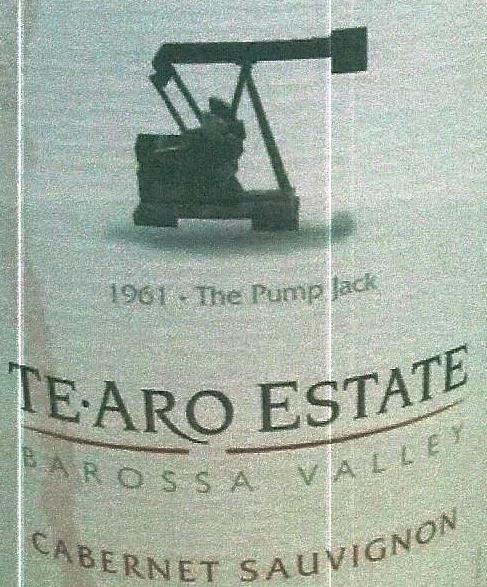 1961 · The Pump Jack
TE·ARO ESTATE
BAROSSA VALLEY
CABERNET SAUVIGNON